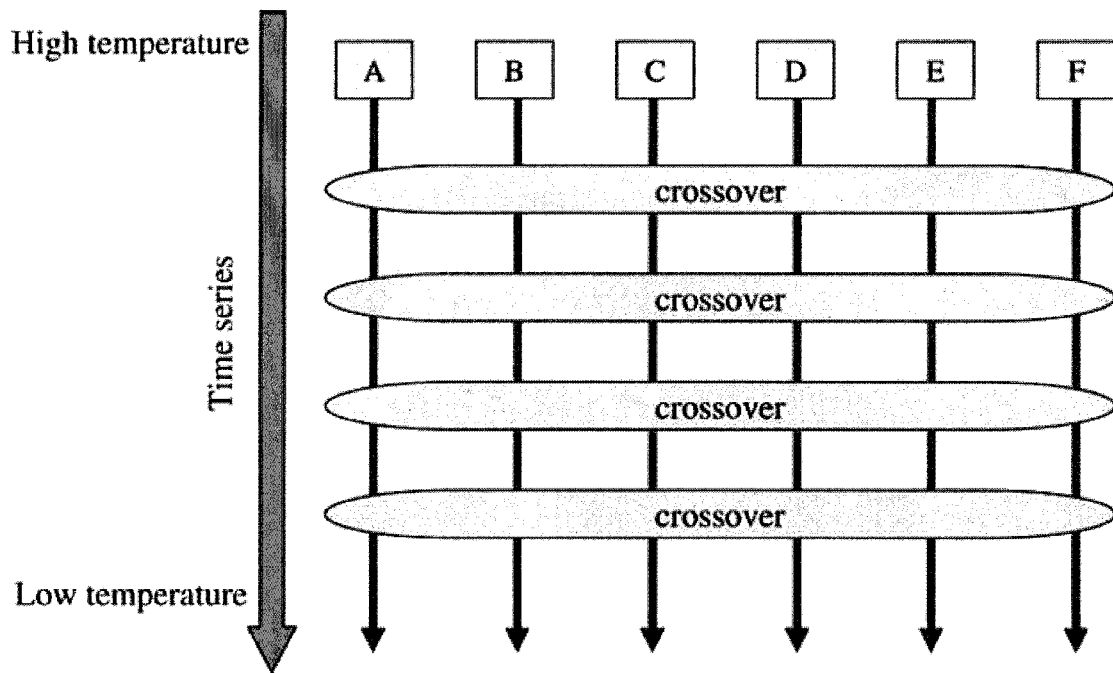 High temperature
A B C D E F
crossover
crossover
Time series
crossover
crossover
Low temperature